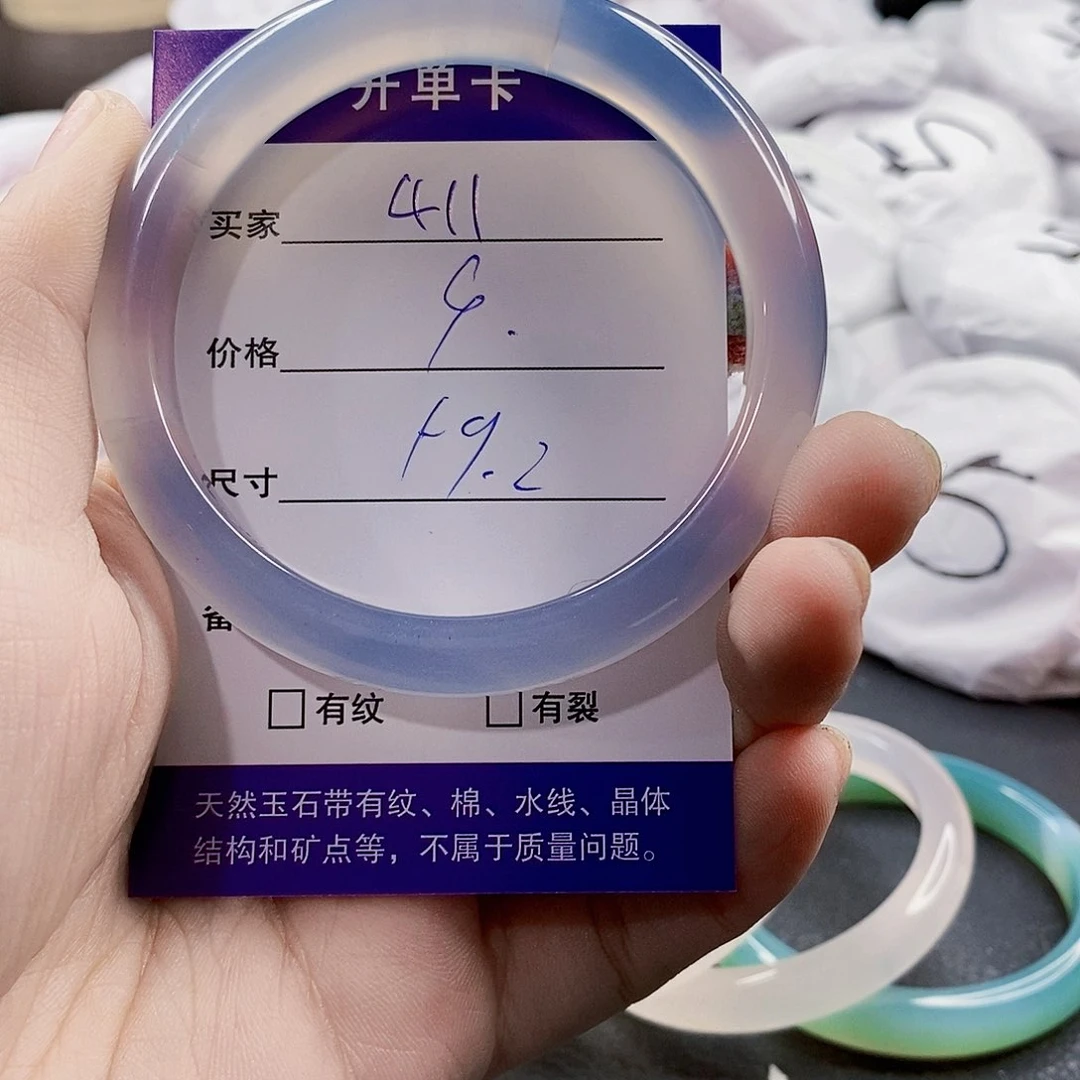 开单卡
买家 411
价格
尺寸 9.2
备
有纹 有裂
天然玉石带有纹、棉、水线、晶体
结构和矿点等，不属于质量问题。